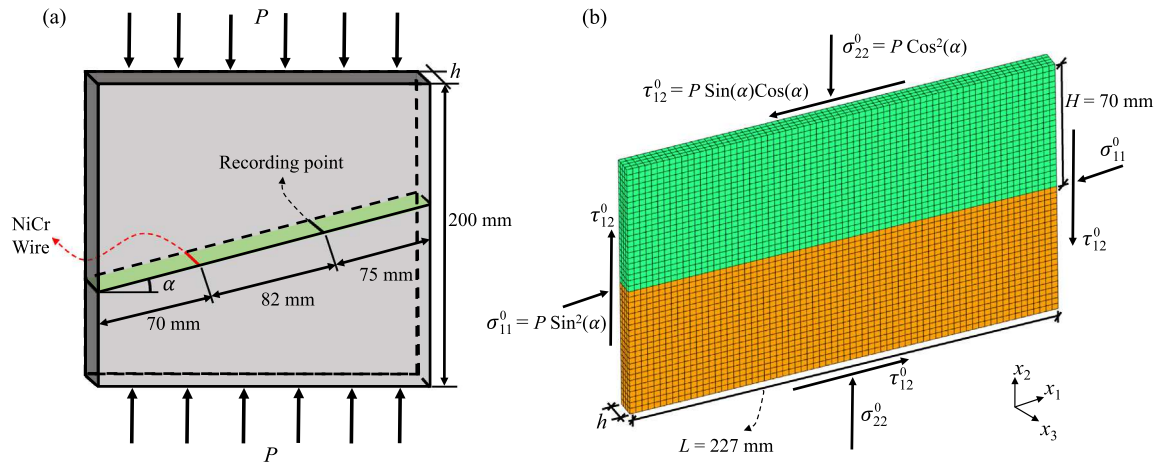 (a)
P
h
Recording point
200 mm
NiCr
Wire
α
75 mm
82 mm
70 mm
P
(b)
σ⁰₂₂ = P Cos²(α)
τ⁰₁₂ = P Sin(α)Cos(α)
H = 70 mm
σ⁰₁₁
τ⁰₁₂
τ⁰₁₂
σ⁰₁₁ = P Sin²(α)
τ⁰₁₂
σ⁰₂₂
h
L = 227 mm
x₂
x₁
x₃